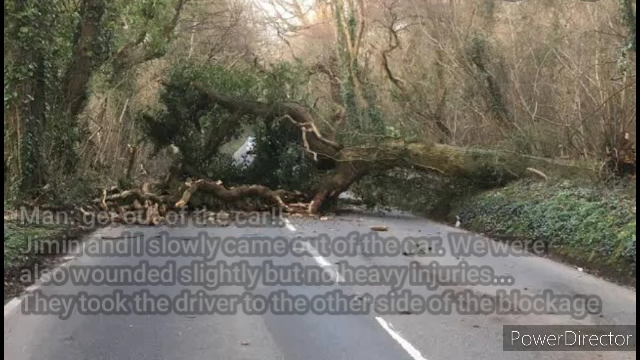 Man: get out of the car!!
Jimin and I slowly came out of the car. We were
also wounded slightly but no heavy injuries...
They took the driver to the other side of the blockage
PowerDirector